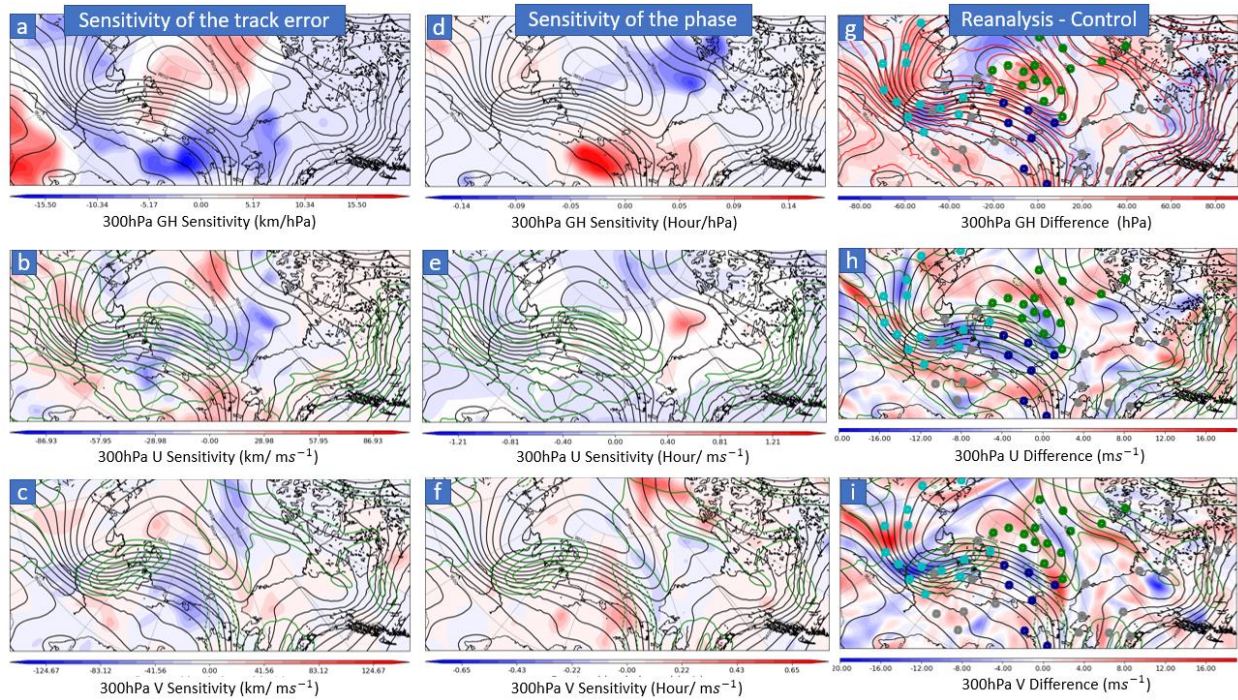 a
Sensitivity of the track error
d
Sensitivity of the phase
g
Reanalysis - Control
-15.50 -10.34 -5.17 0.00 5.17 10.34 15.50
300hPa GH Sensitivity (km/hPa)
-0.14 -0.09 -0.05 0.00 0.05 0.09 0.14
300hPa GH Sensitivity (Hour/hPa)
-80.00 -60.00 -40.00 -20.00 0.00 20.00 40.00 60.00 80.00
300hPa GH Difference (hPa)
b
e
h
-86.93 -57.95 -28.98 -0.00 28.98 57.95 86.93
300hPa U Sensitivity (km/ ms⁻¹)
-1.21 -0.81 -0.40 0.00 0.40 0.81 1.21
300hPa U Sensitivity (Hour/ ms⁻¹)
0.00 -16.00 -12.00 -8.00 -4.00 0.00 4.00 8.00 12.00 16.00
300hPa U Difference (ms⁻¹)
c
f
i
-124.67 -83.12 -41.56 0.00 41.56 83.12 124.67
300hPa V Sensitivity (km/ ms⁻¹)
-0.65 -0.43 -0.22 0.00 0.22 0.43 0.65
300hPa V Sensitivity (Hour/ ms⁻¹)
20.00 -16.00 -12.00 -8.00 -4.00 0.00 4.00 8.00 12.00 16.00
300hPa V Difference (ms⁻¹)